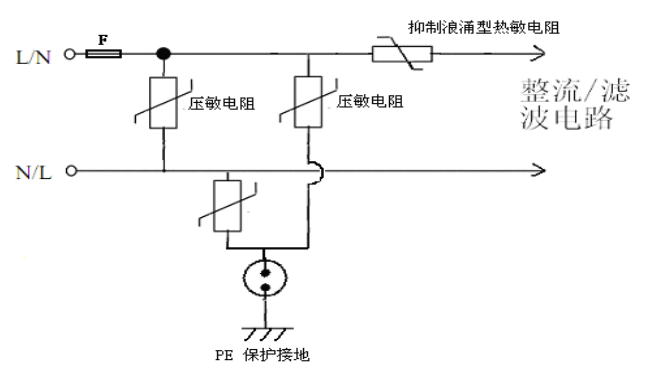 抑制浪涌型热敏电阻
F
L/N
压敏电阻
压敏电阻
整流/滤
波电路
N/L
PE 保护接地